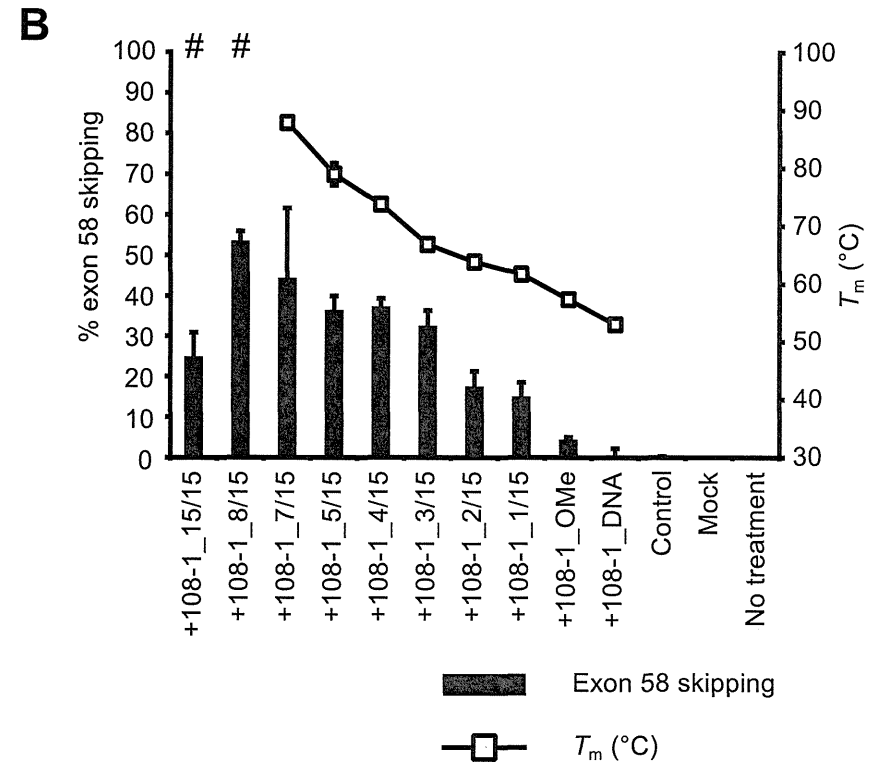 B
# #
100
90
80
70
60
50
40
30
20
10
0
% exon 58 skipping
100
90
80
70
60
50
40
30
Tm (°C)
+108-1_15/15
+108-1_8/15
+108-1_7/15
+108-1_5/15
+108-1_4/15
+108-1_3/15
+108-1_2/15
+108-1_1/15
+108-1_OMe
+108-1_DNA
Control
Mock
No treatment
Exon 58 skipping
Tm (°C)